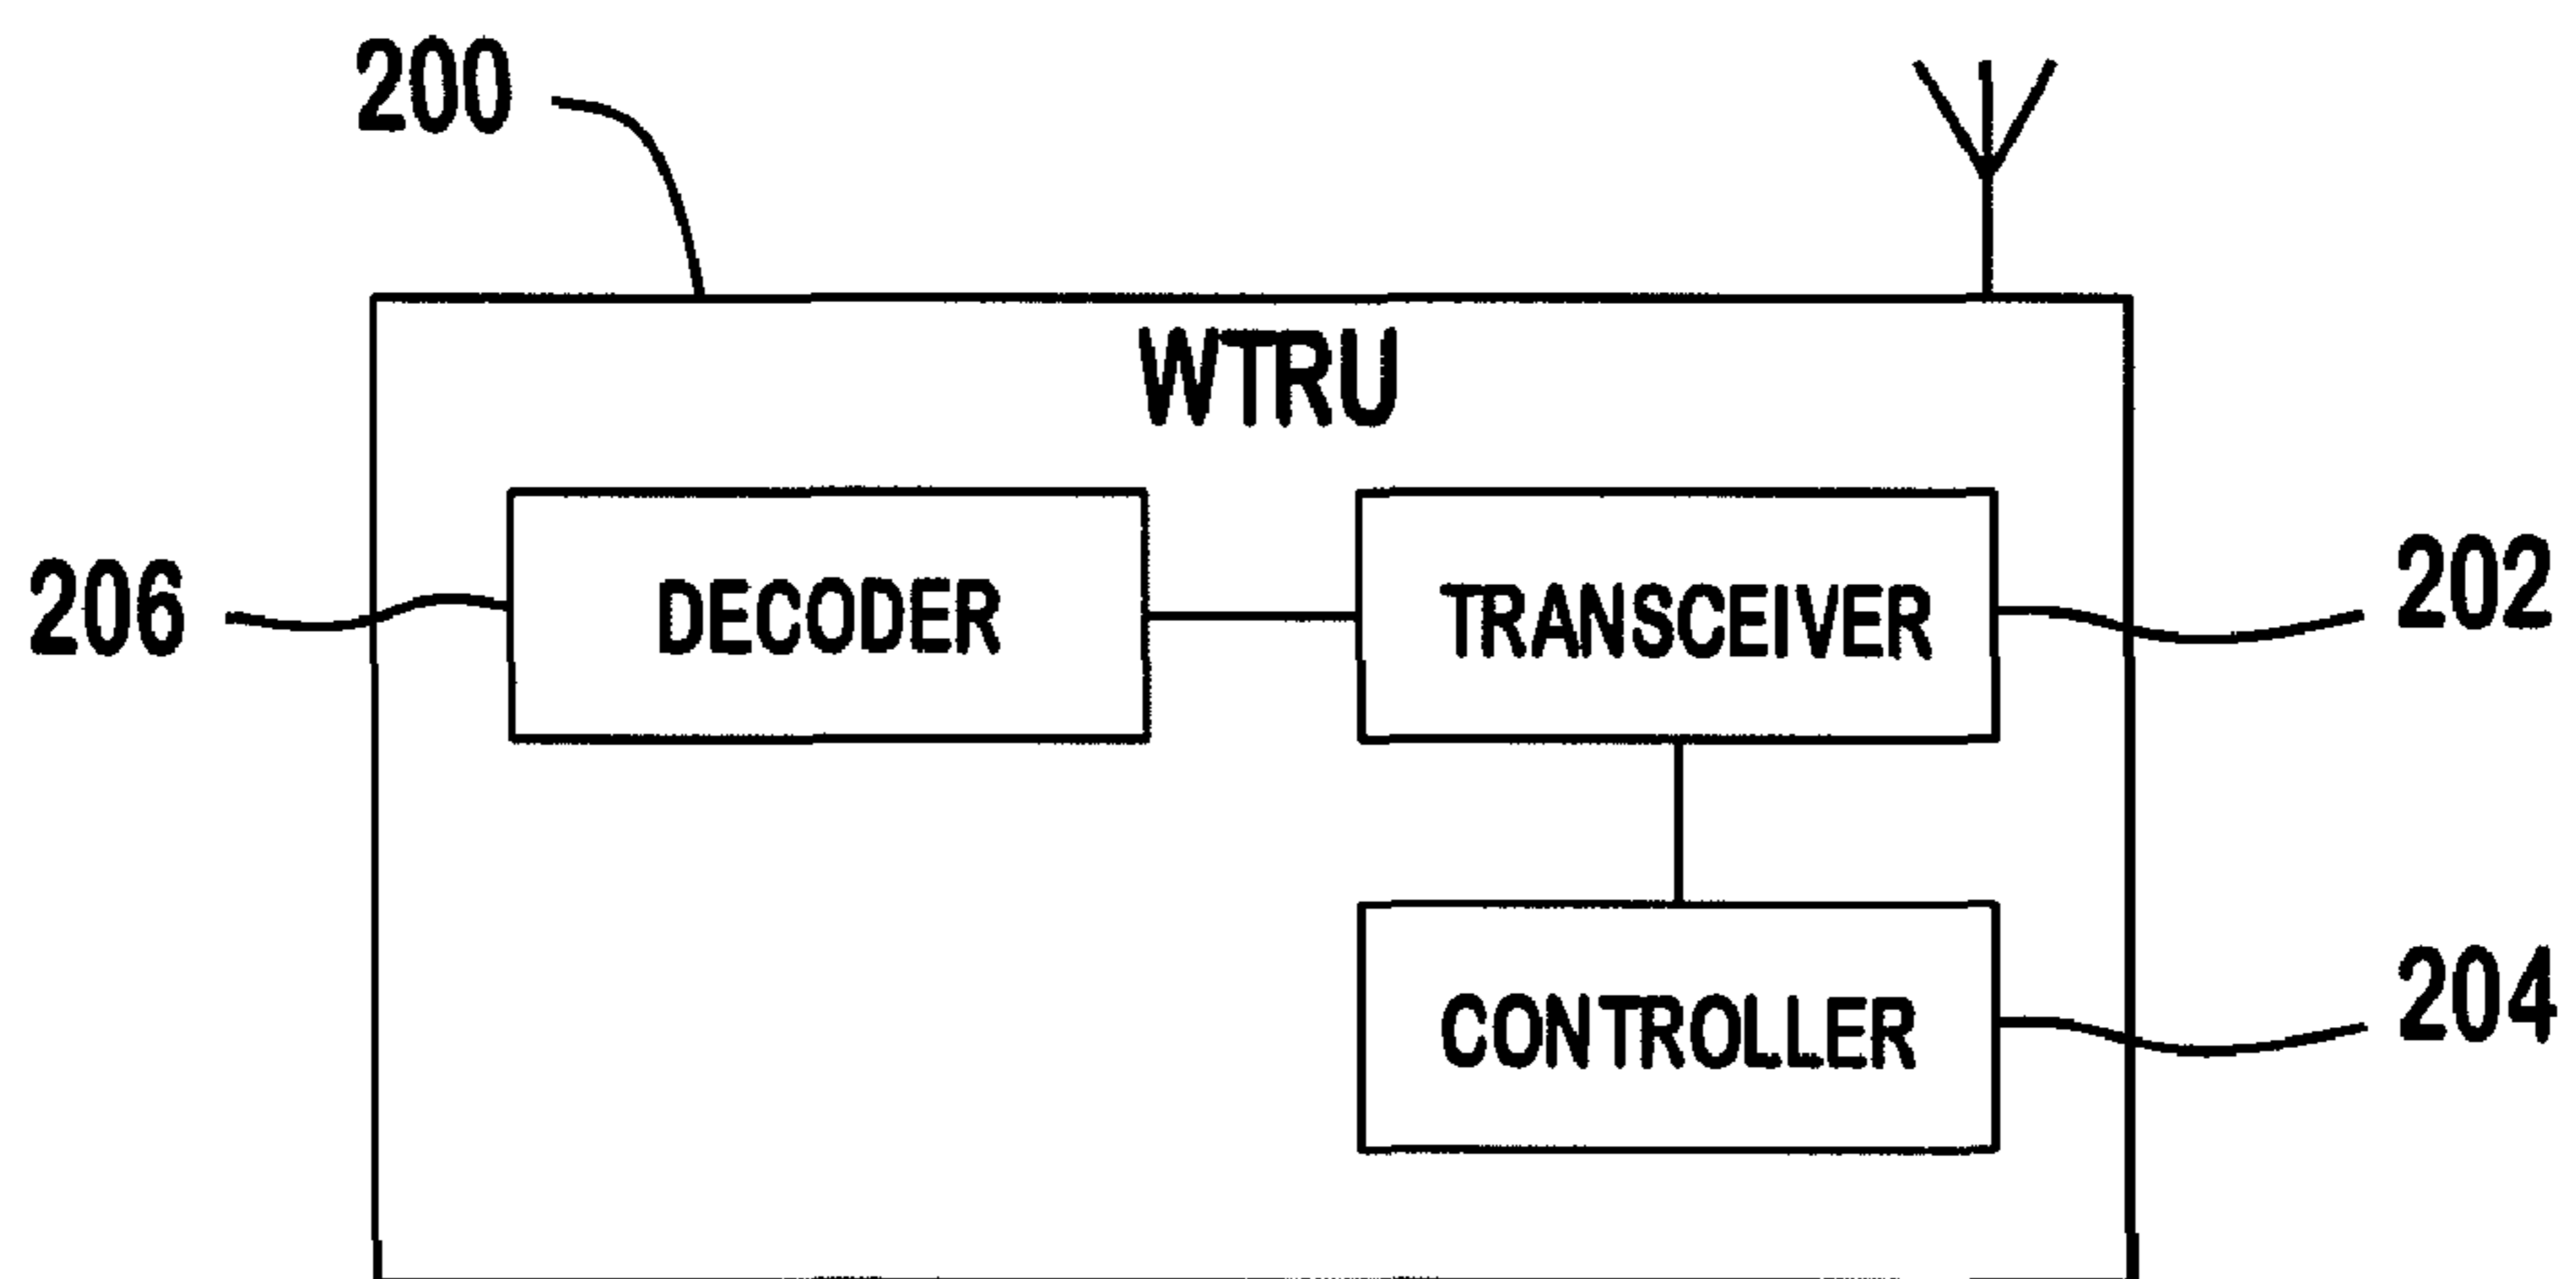 200
WTRU
206
DECODER
TRANSCEIVER
202
CONTROLLER
204